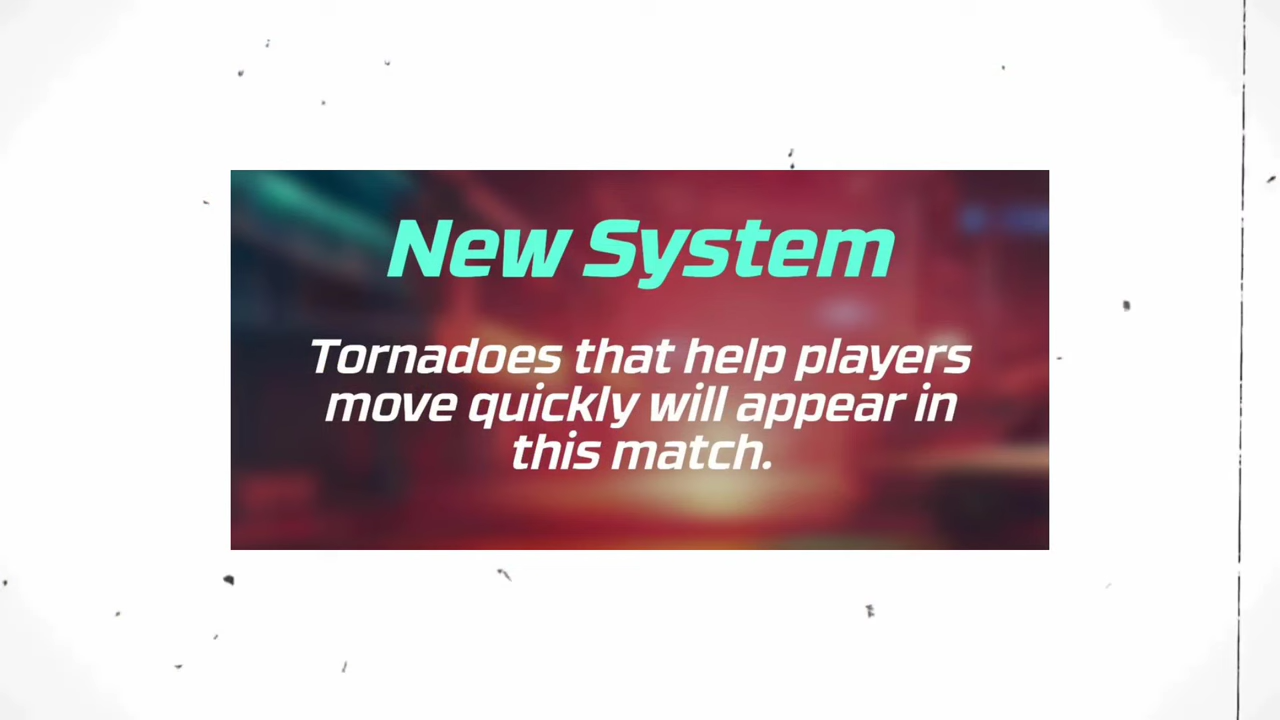 New System
Tornadoes that help players
move quickly will appear in
this match.